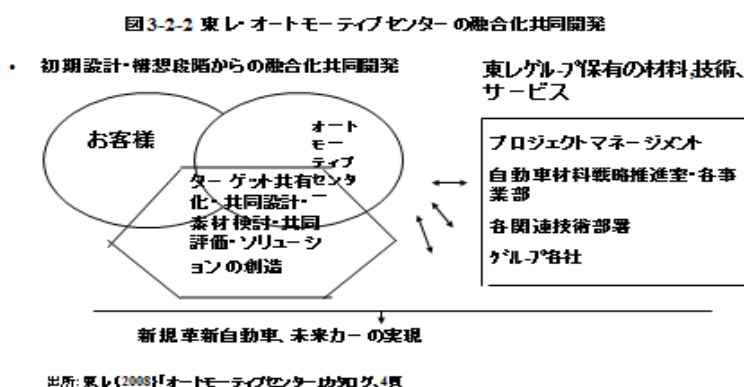 図3-2-2 東レ・オートモーティブセンターの融合化共同開発
• 初期設計・構想段階からの融合化共同開発
東レグループ保有の材料,技術、
サービス
お客様
オート
モー
ティブ
センタ
ー
ターゲット共有
化・共同設計・
素材検討・共同
評価・ソリューシ
ョンの創造
プロジェクトマネージメント
自動車材料戦略推進室・各事
業部
各関連技術部署
グループ各社
新規革新自動車、未来カーの実現
出所:東レ(2008)「オートモーティブセンター」カタログ、4頁